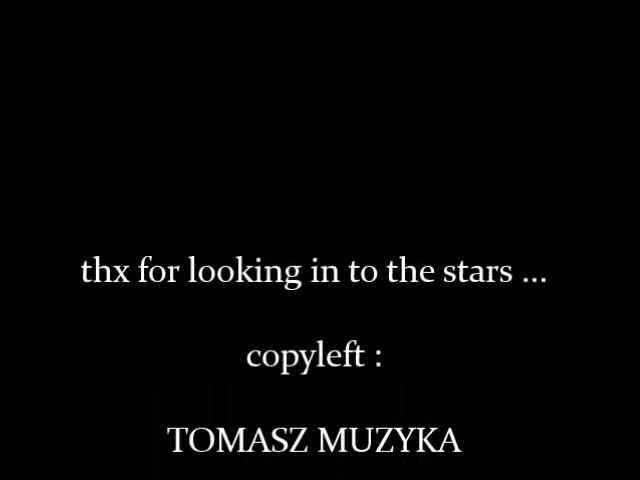 thx for looking in to the stars ...
copyleft :
TOMASZ MUZYKA